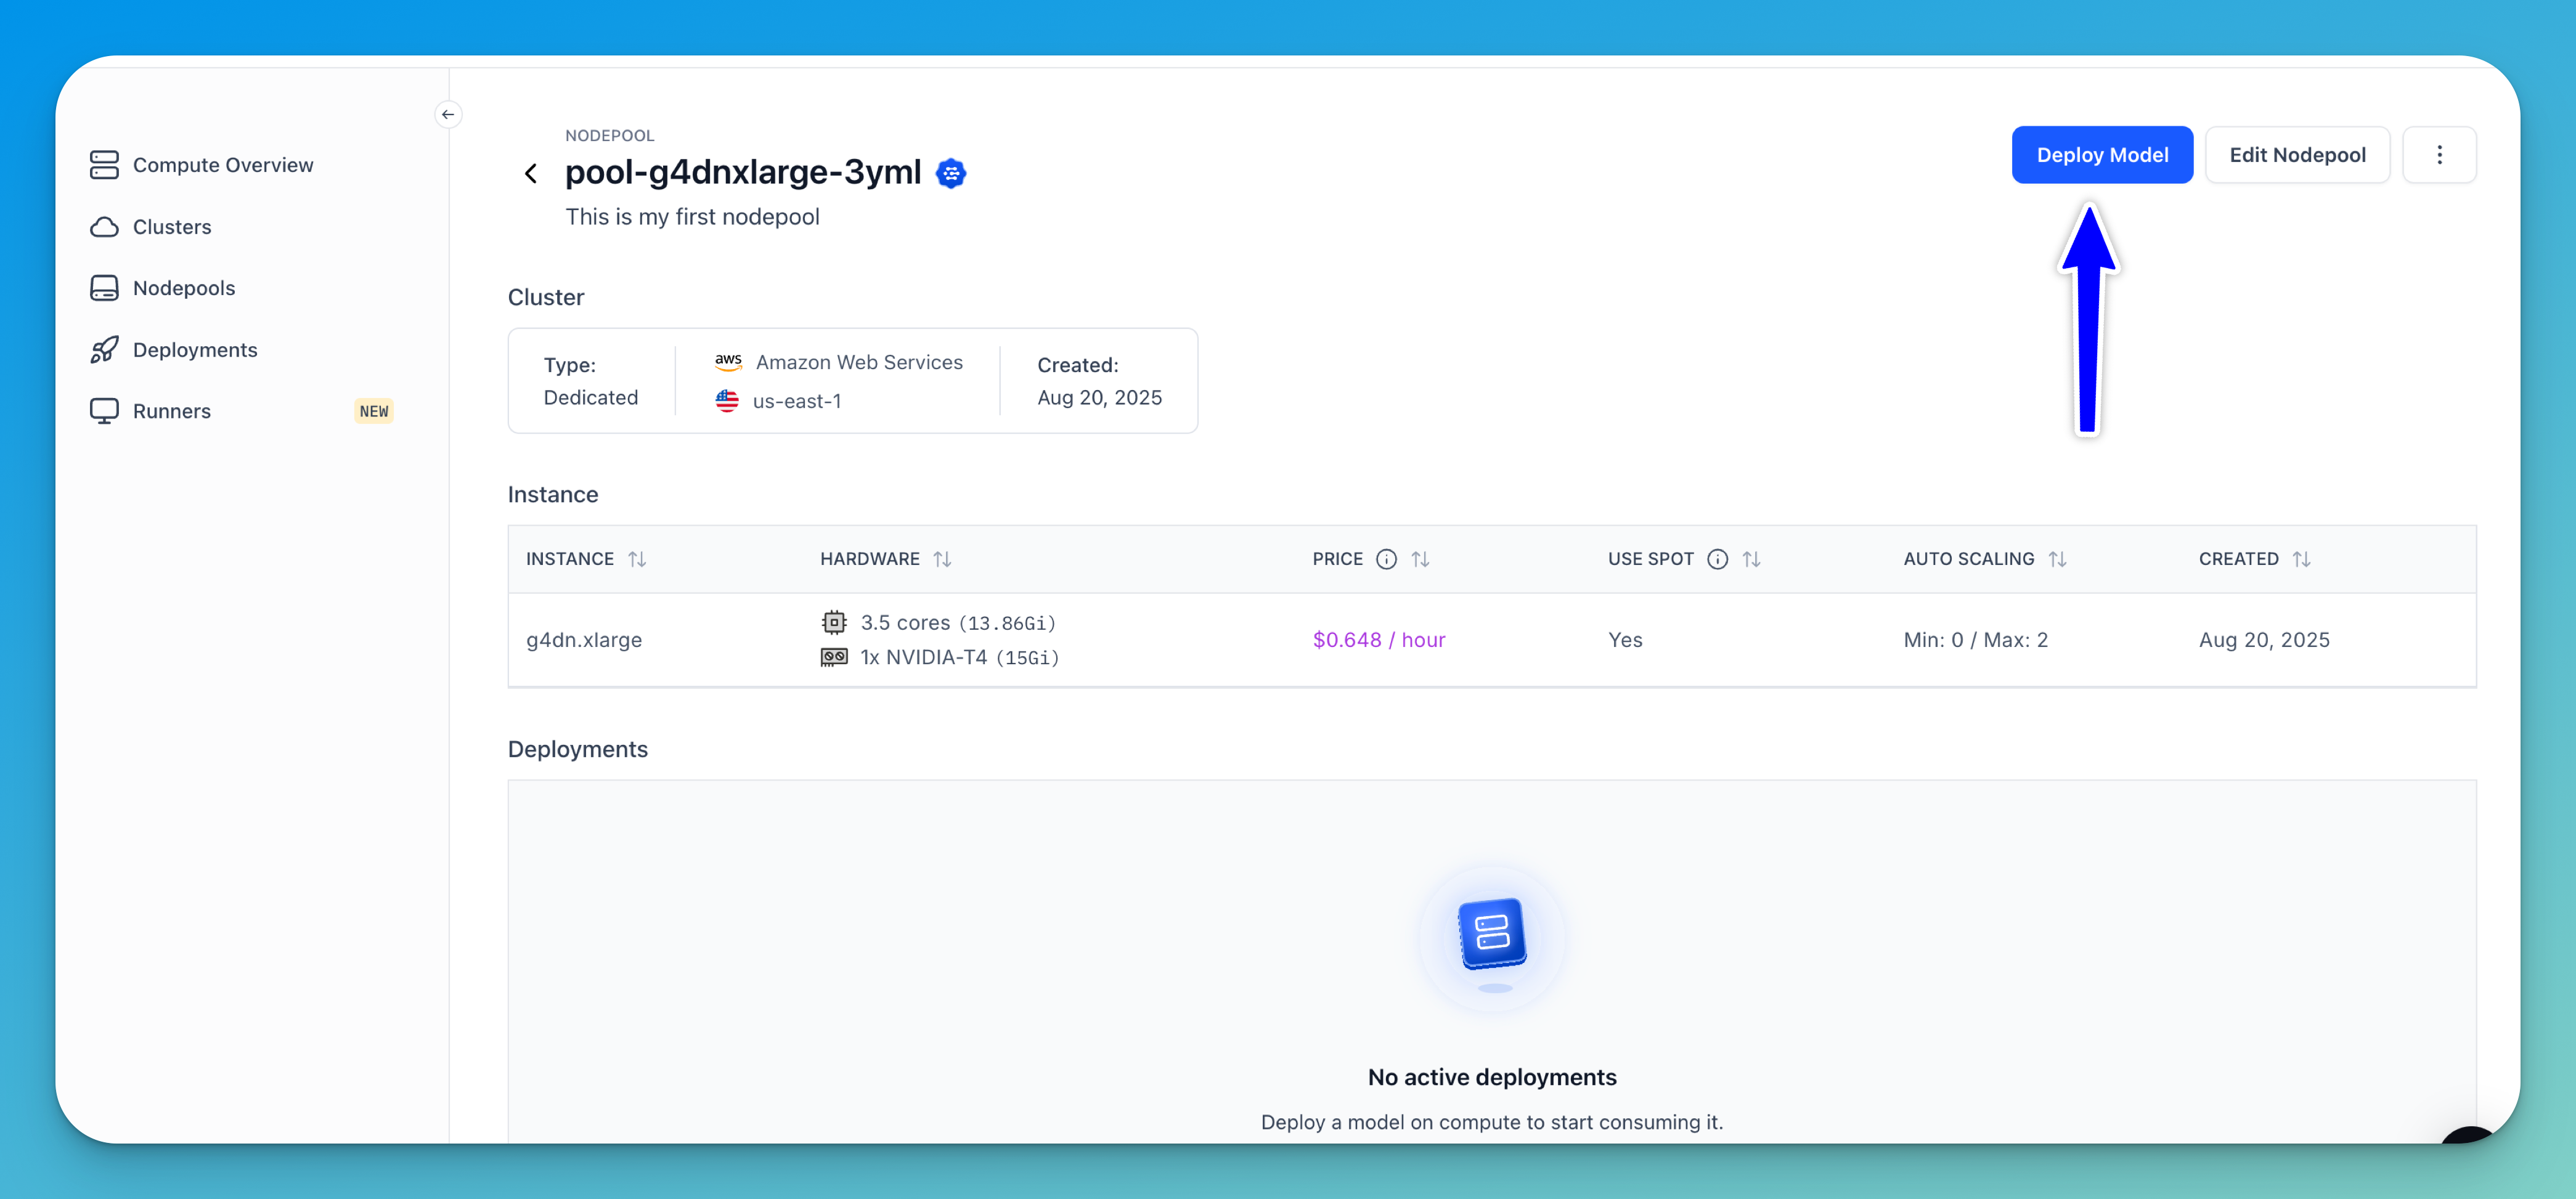 Compute Overview
Clusters
Nodepools
Deployments
Runners NEW
NODEPOOL
pool-g4dnxlarge-3yml
This is my first nodepool
Deploy Model
Edit Nodepool
Cluster
Type:
Dedicated
aws Amazon Web Services
us-east-1
Created:
Aug 20, 2025
Instance
INSTANCE HARDWARE PRICE USE SPOT AUTO SCALING CREATED
g4dn.xlarge 3.5 cores (13.86Gi) 1x NVIDIA-T4 (15Gi) $0.648 / hour Yes Min: 0 / Max: 2 Aug 20, 2025
Deployments
No active deployments
Deploy a model on compute to start consuming it.